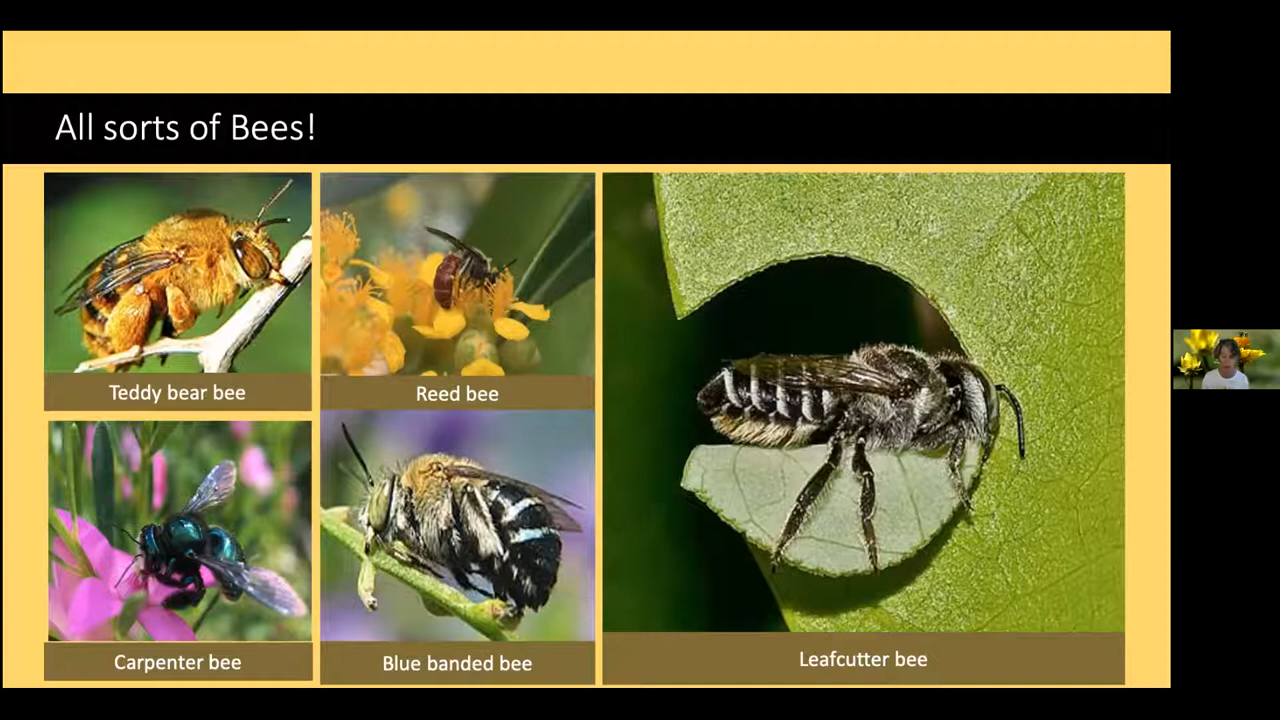 All sorts of Bees!
Teddy bear bee
Reed bee
Carpenter bee
Blue banded bee
Leafcutter bee